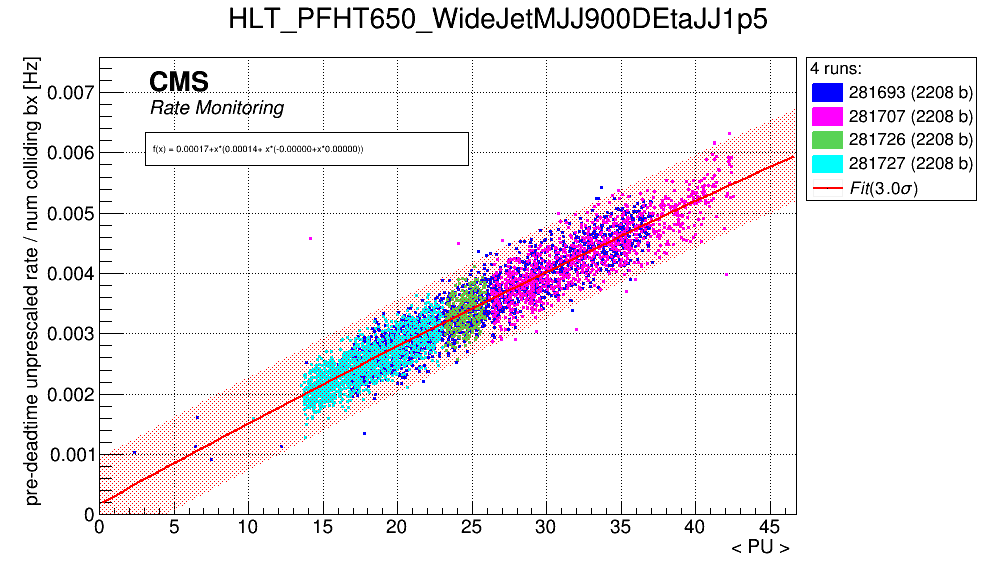 HLT_PFHT650_WideJetMJJ900DEtaJJ1p5
pre-deadtime unprescaled rate / num colliding bx [Hz]
CMS
Rate Monitoring
f(x) = 0.00017+x*(0.00014+ x*(-0.00000+x*0.00000))
0.007
0.006
0.005
0.004
0.003
0.002
0.001
0
0 5 10 15 20 25 30 35 40 45
< PU >
4 runs:
281693 (2208 b)
281707 (2208 b)
281726 (2208 b)
281727 (2208 b)
Fit(3.0σ)